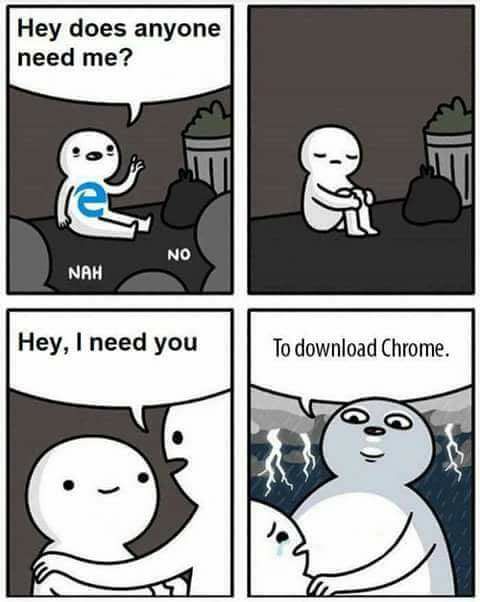 Hey does anyone
need me?
e
NO
NAH
Hey, I need you
To download Chrome.